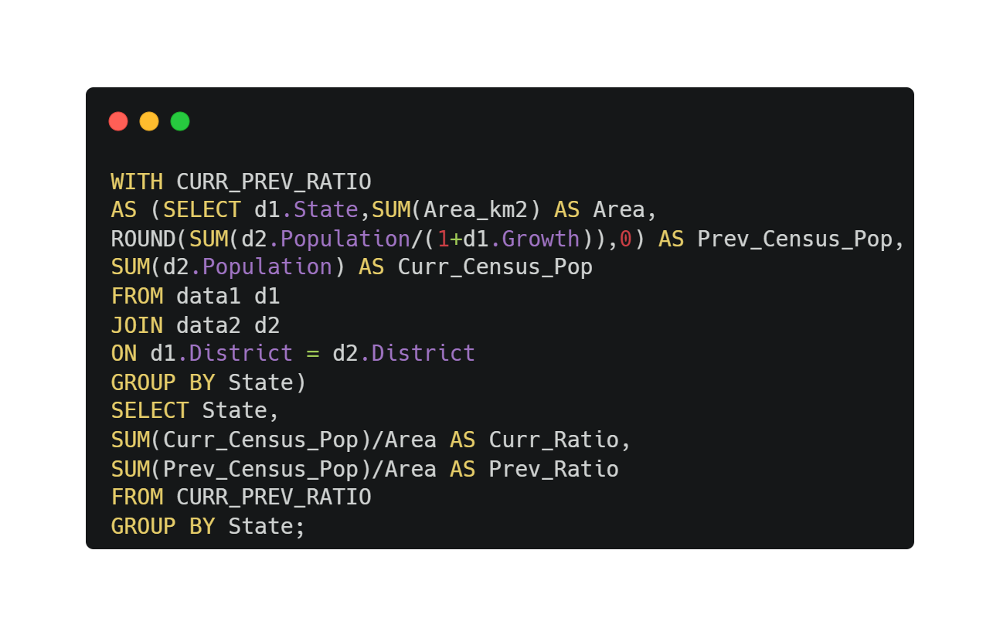 WITH CURR_PREV_RATIO
AS (SELECT d1.State,SUM(Area_km2) AS Area,
ROUND(SUM(d2.Population/(1+d1.Growth)),0) AS Prev_Census_Pop,
SUM(d2.Population) AS Curr_Census_Pop
FROM data1 d1
JOIN data2 d2
ON d1.District = d2.District
GROUP BY State)
SELECT State,
SUM(Curr_Census_Pop)/Area AS Curr_Ratio,
SUM(Prev_Census_Pop)/Area AS Prev_Ratio
FROM CURR_PREV_RATIO
GROUP BY State;